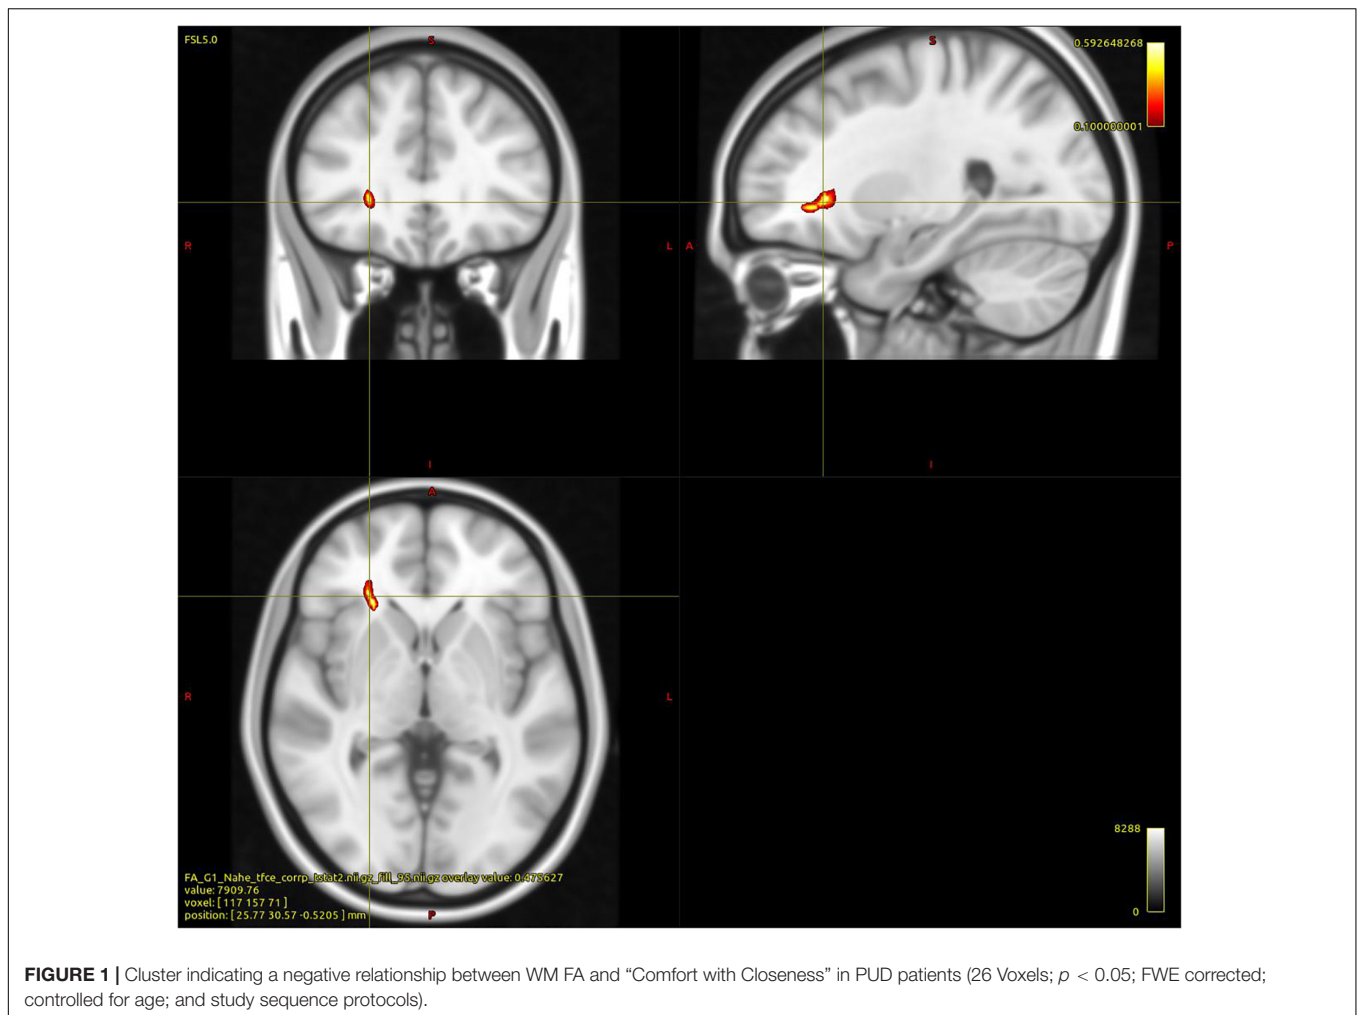 FSL5.0
S
S
0.592648268
0.100000001
R
L
A
P
I
I
A
R
L
FA_G1_Nahe_tfce_corrp_tstat2.nii.gz_fill_96.nii.gz overlay value: 0.475627
value: 7909.76
voxel: [ 117 157 71 ]
position: [ 25.77 30.57 -0.5205 ] mm
P
8288
0
FIGURE 1 | Cluster indicating a negative relationship between WM FA and “Comfort with Closeness” in PUD patients (26 Voxels; p < 0.05; FWE corrected;
controlled for age; and study sequence protocols).